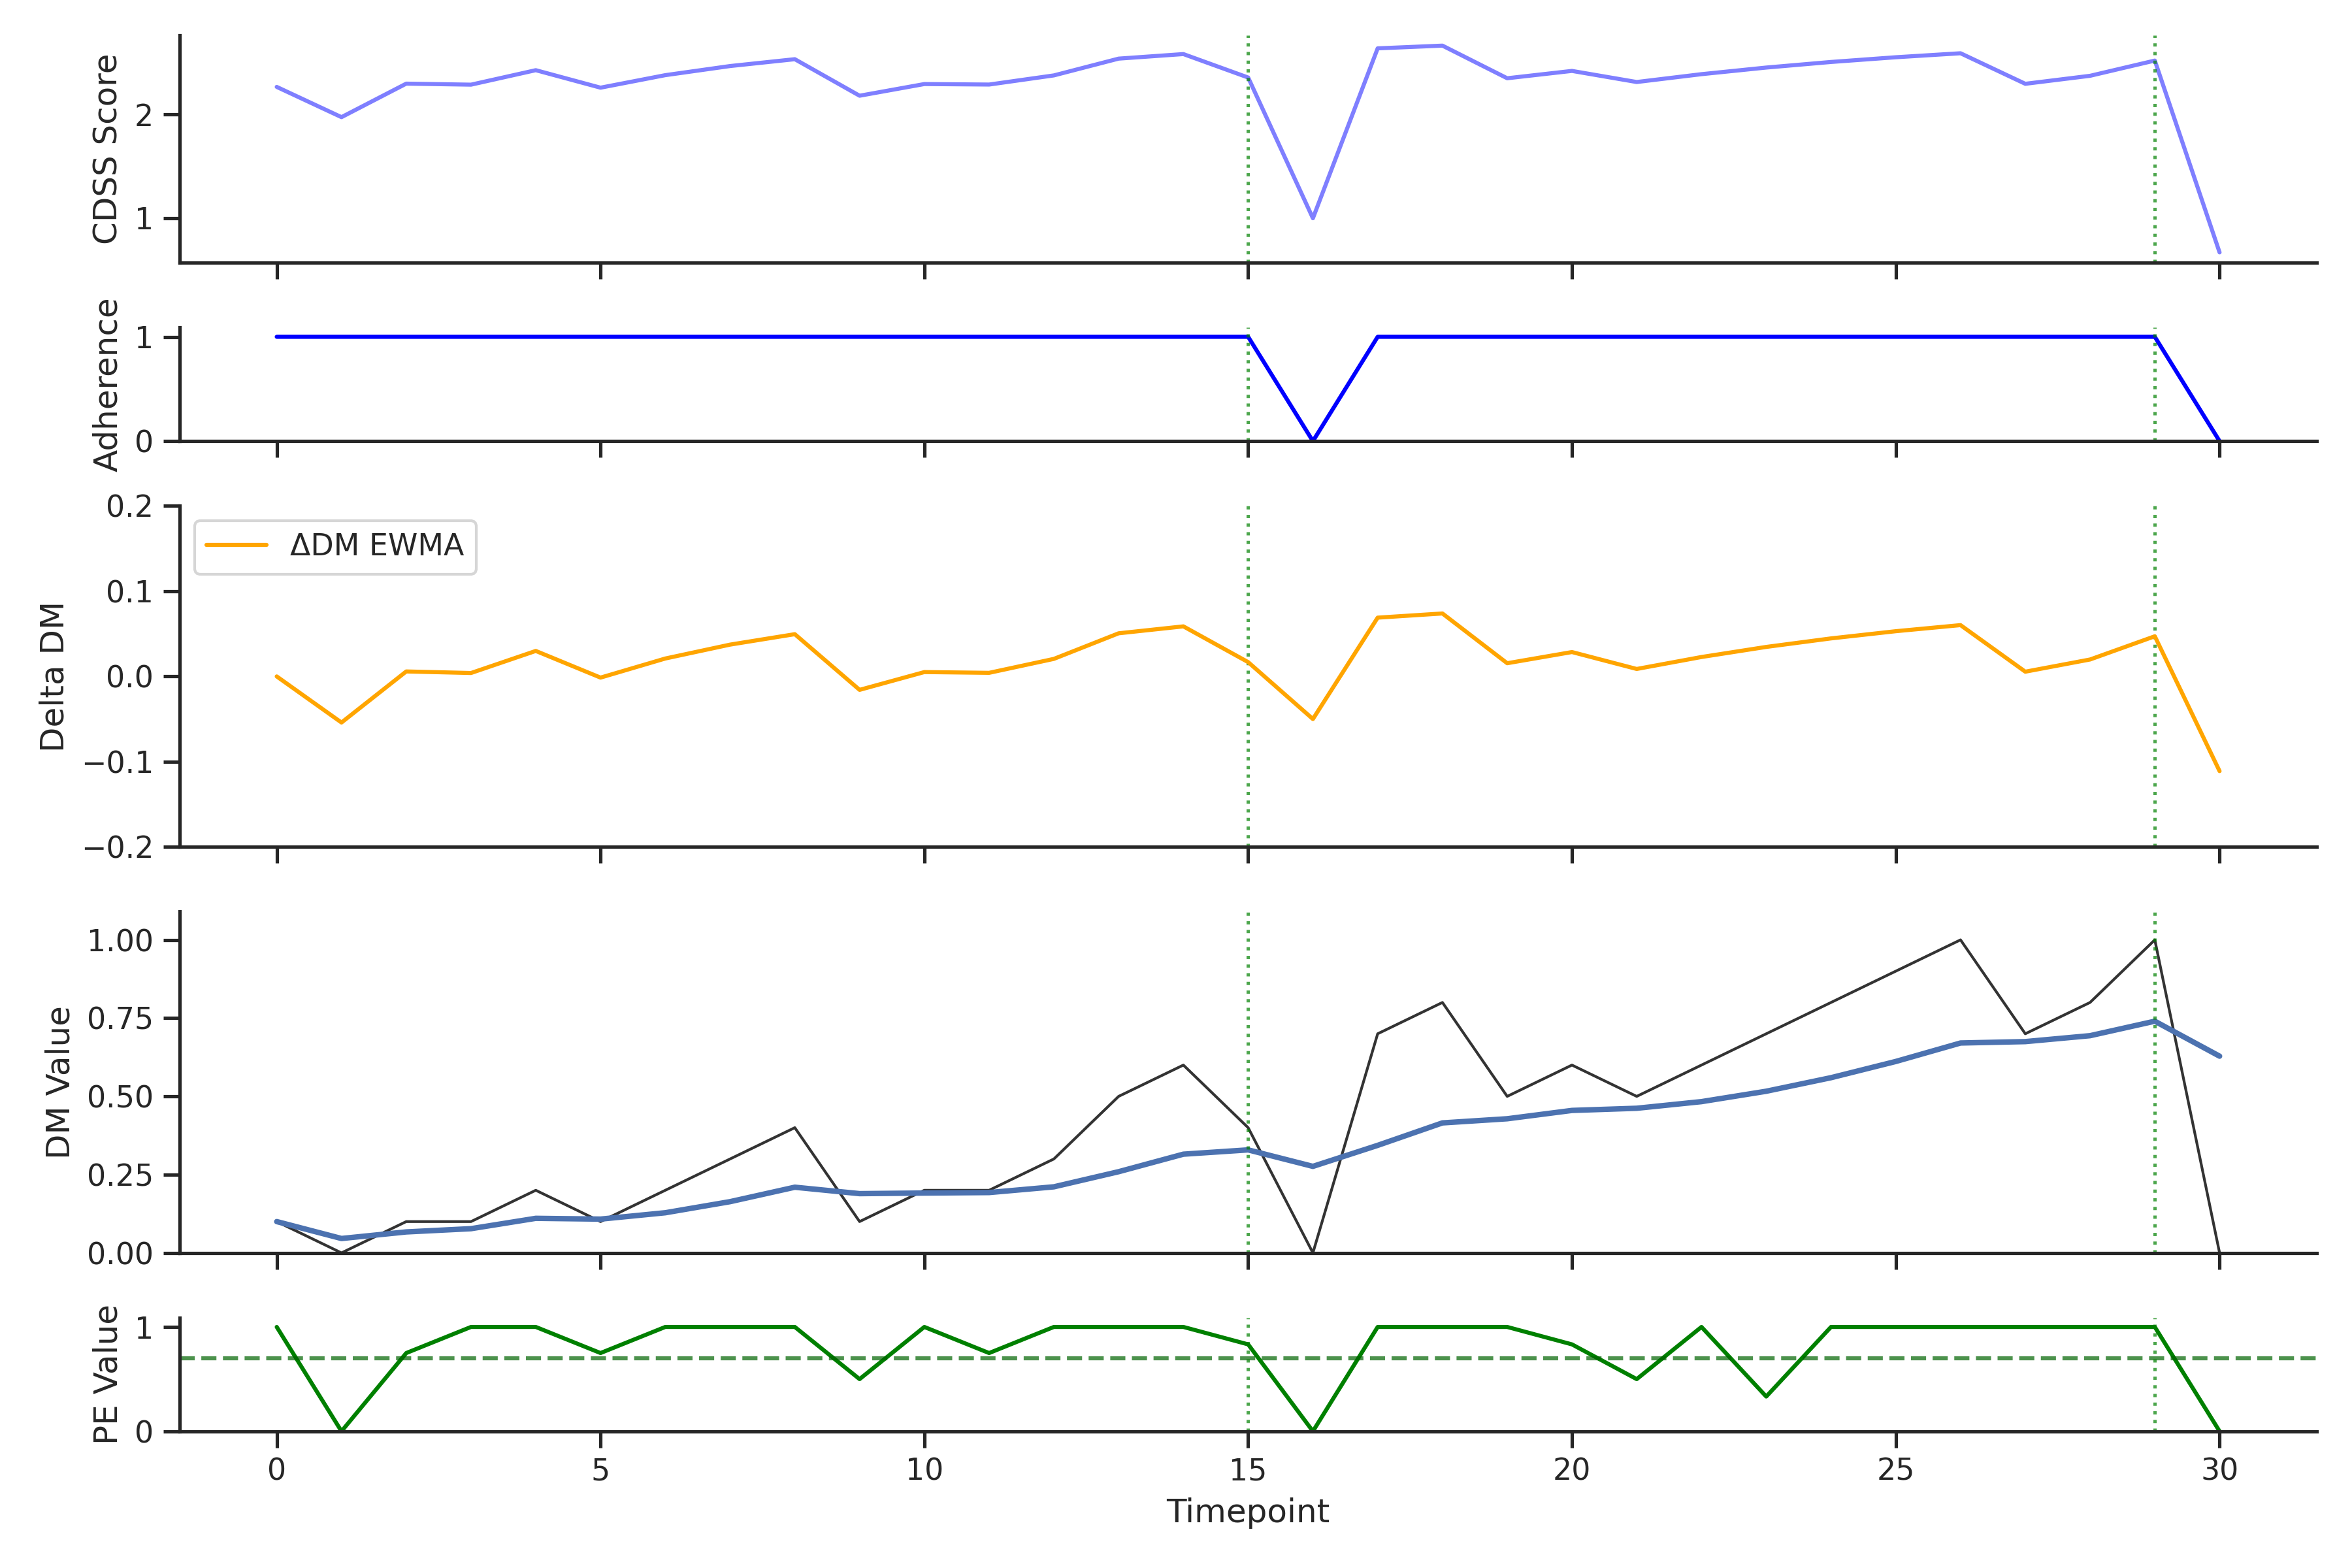 CDSS Score
2
1
Adherence
1
0
Delta DM
0.2
0.1
0.0
−0.1
−0.2
ΔDM EWMA
DM Value
1.00
0.75
0.50
0.25
0.00
PE Value
1
0
0 5 10 15 20 25 30
Timepoint